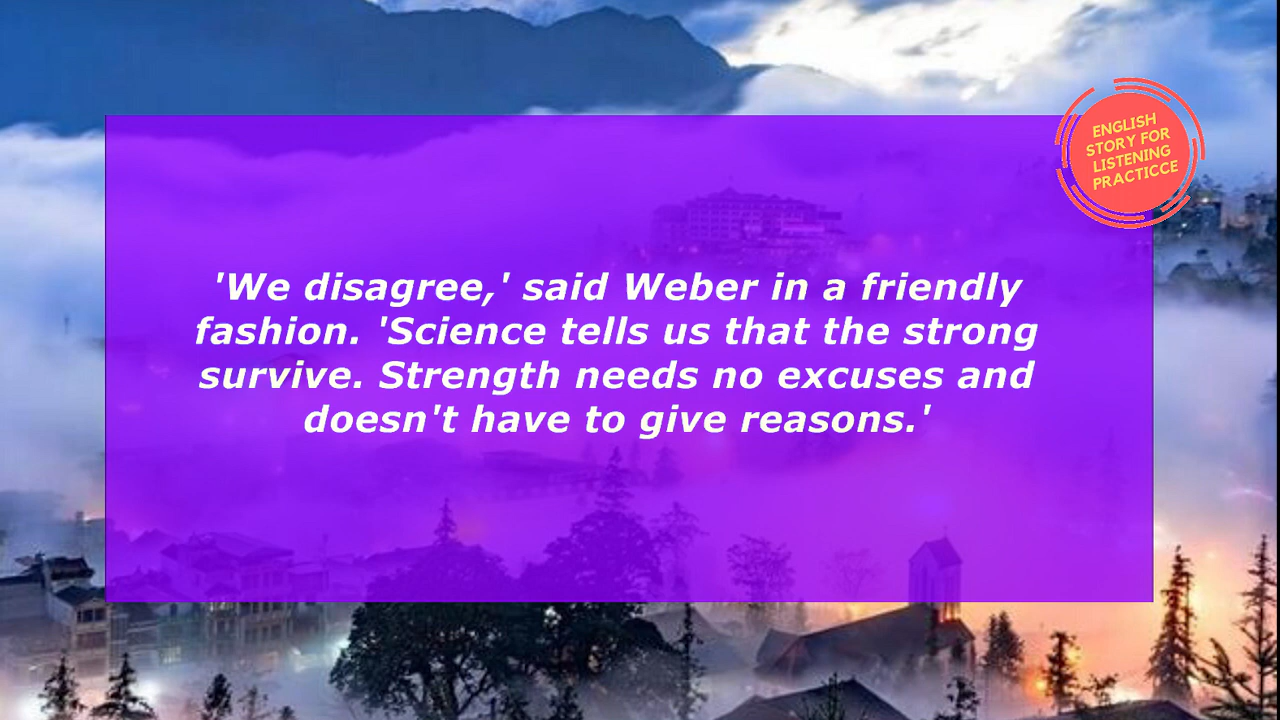 ENGLISH
STORY FOR
LISTENING
PRACTICCE
'We disagree,' said Weber in a friendly
fashion. 'Science tells us that the strong
survive. Strength needs no excuses and
doesn't have to give reasons.'